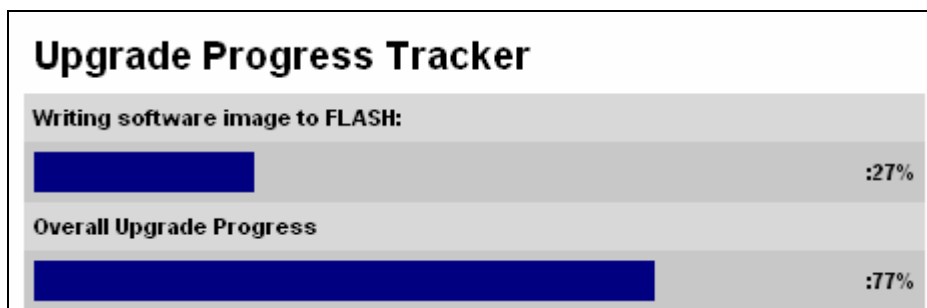 Upgrade Progress Tracker
Writing software image to FLASH:
:27%
Overall Upgrade Progress
:77%